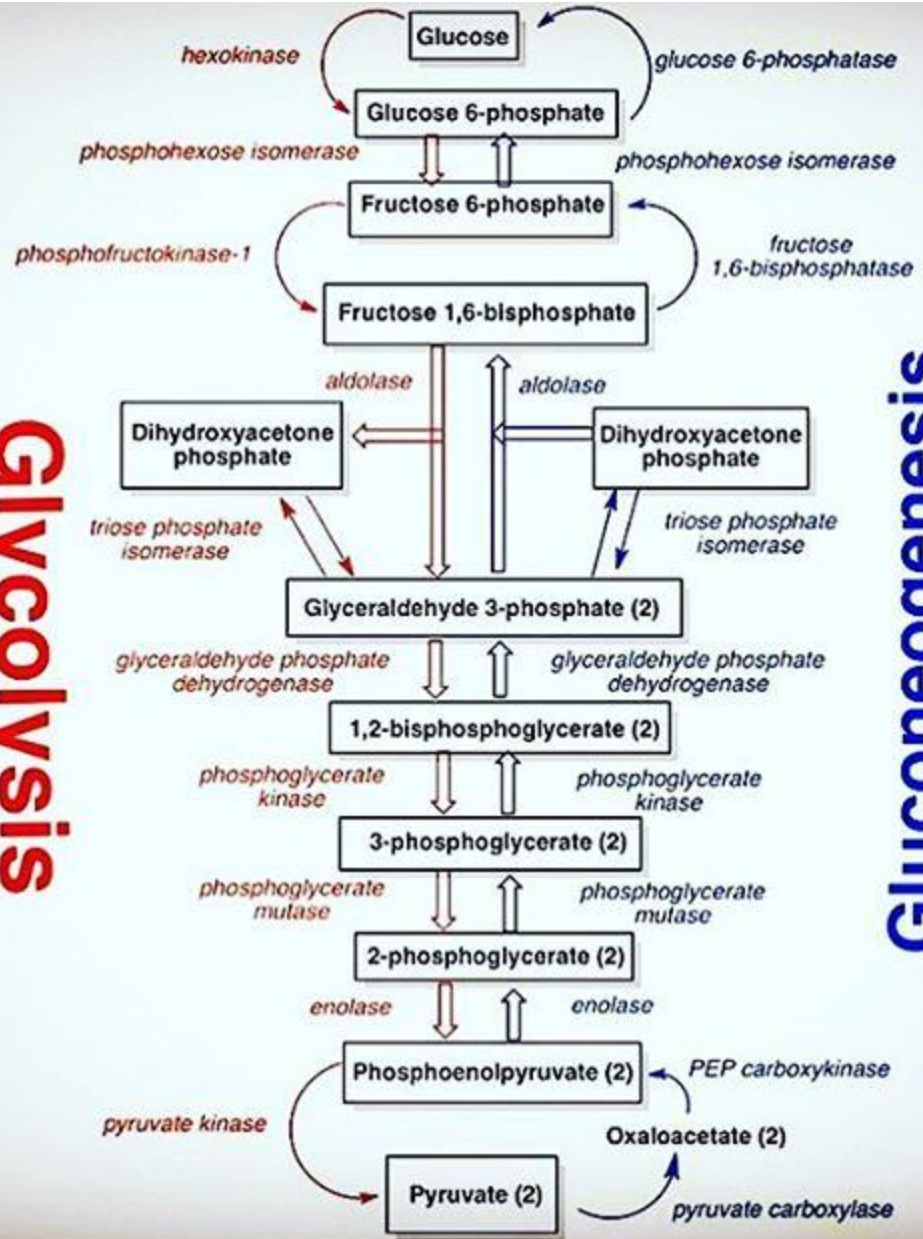 Glucose
hexokinase
glucose 6-phosphatase
Glucose 6-phosphate
phosphohexose isomerase
phosphohexose isomerase
Fructose 6-phosphate
phosphofructokinase-1
fructose
1,6-bisphosphatase
Fructose 1,6-bisphosphate
aldolase
aldolase
Dihydroxyacetone
phosphate
Dihydroxyacetone
phosphate
triose phosphate
isomerase
triose phosphate
isomerase
Glyceraldehyde 3-phosphate (2)
glyceraldehyde phosphate
dehydrogenase
glyceraldehyde phosphate
dehydrogenase
1,2-bisphosphoglycerate (2)
phosphoglycerate
kinase
phosphoglycerate
kinase
3-phosphoglycerate (2)
phosphoglycerate
mutase
phosphoglycerate
mutase
2-phosphoglycerate (2)
enolase
enolase
Phosphoenolpyruvate (2)
PEP carboxykinase
pyruvate kinase
Oxaloacetate (2)
Pyruvate (2)
pyruvate carboxylase
Glycolysis
Gluconeogenesis